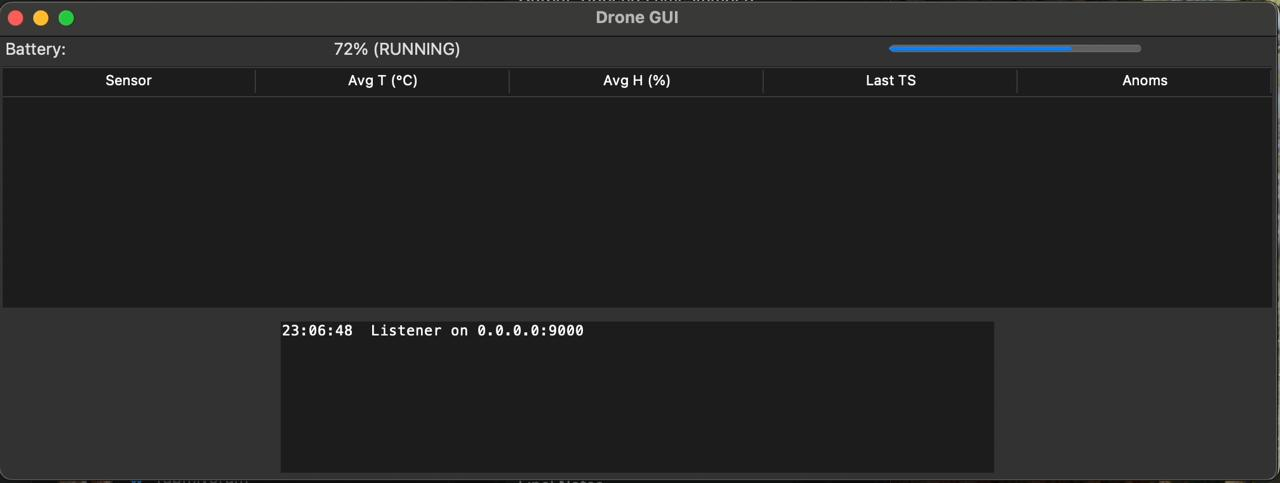 Drone GUI
Battery: 72% (RUNNING)
Sensor Avg T (°C) Avg H (%) Last TS Anoms
23:06:48 Listener on 0.0.0.0:9000